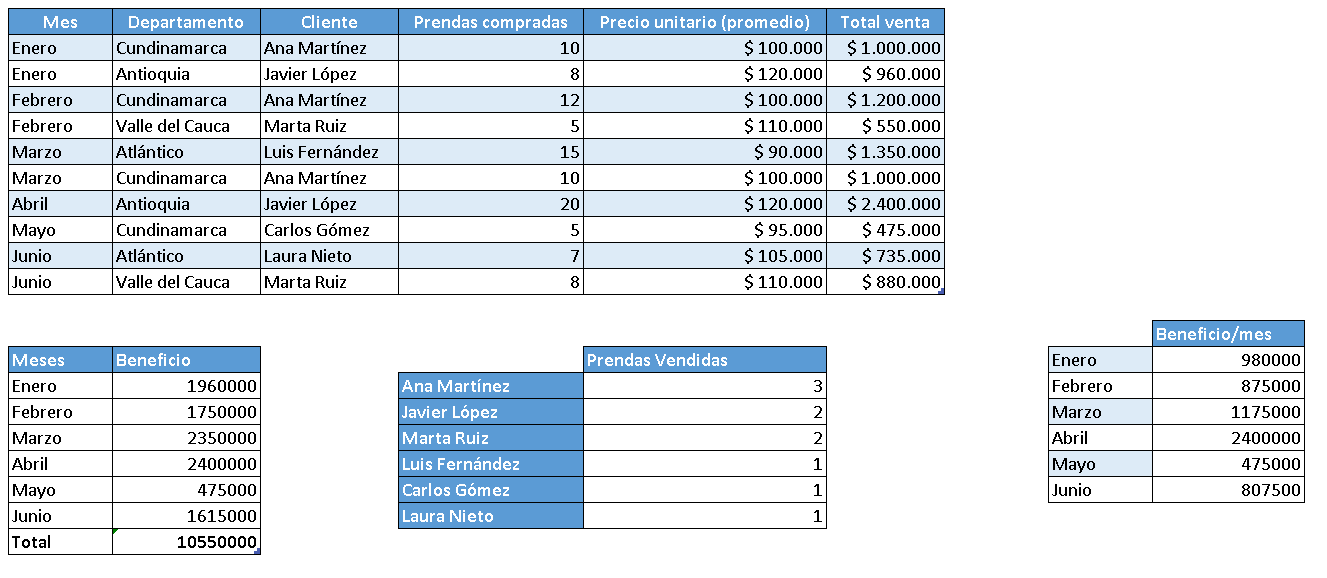 Mes Departamento Cliente Prendas compradas Precio unitario (promedio) Total venta
Enero Cundinamarca Ana Martínez 10 $ 100.000 $ 1.000.000
Enero Antioquia Javier López 8 $ 120.000 $ 960.000
Febrero Cundinamarca Ana Martínez 12 $ 100.000 $ 1.200.000
Febrero Valle del Cauca Marta Ruiz 5 $ 110.000 $ 550.000
Marzo Atlántico Luis Fernández 15 $ 90.000 $ 1.350.000
Marzo Cundinamarca Ana Martínez 10 $ 100.000 $ 1.000.000
Abril Antioquia Javier López 20 $ 120.000 $ 2.400.000
Mayo Cundinamarca Carlos Gómez 5 $ 95.000 $ 475.000
Junio Atlántico Laura Nieto 7 $ 105.000 $ 735.000
Junio Valle del Cauca Marta Ruiz 8 $ 110.000 $ 880.000
Meses Beneficio
Enero 1960000
Febrero 1750000
Marzo 2350000
Abril 2400000
Mayo 475000
Junio 1615000
Total 10550000
Prendas Vendidas
Ana Martínez 3
Javier López 2
Marta Ruiz 2
Luis Fernández 1
Carlos Gómez 1
Laura Nieto 1
Beneficio/mes
Enero 980000
Febrero 875000
Marzo 1175000
Abril 2400000
Mayo 475000
Junio 807500